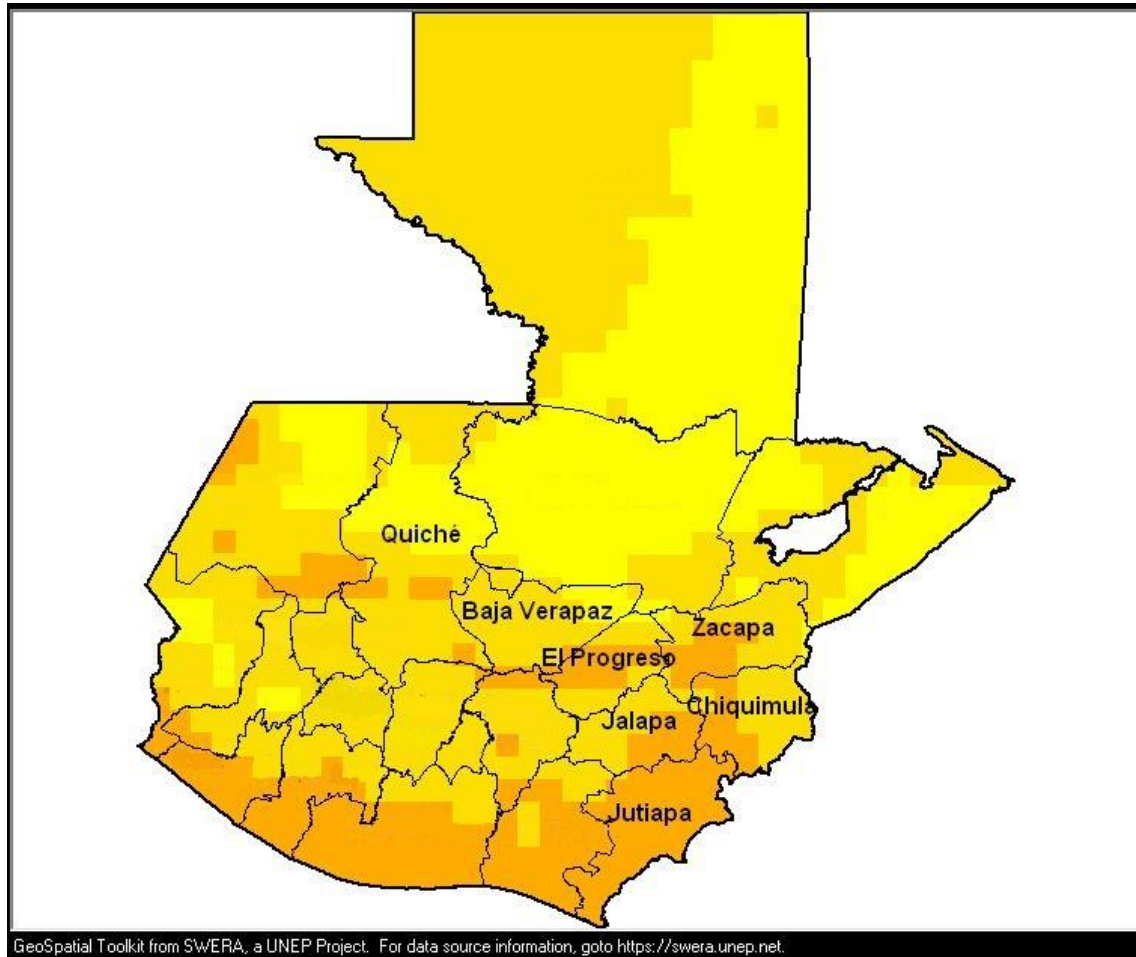 Quiché
Baja Verapaz
Zacapa
El Progreso
Chiquimula
Jalapa
Jutiapa
GeoSpatial Toolkit from SWERA, a UNEP Project. For data source information, goto https://swera.unep.net.